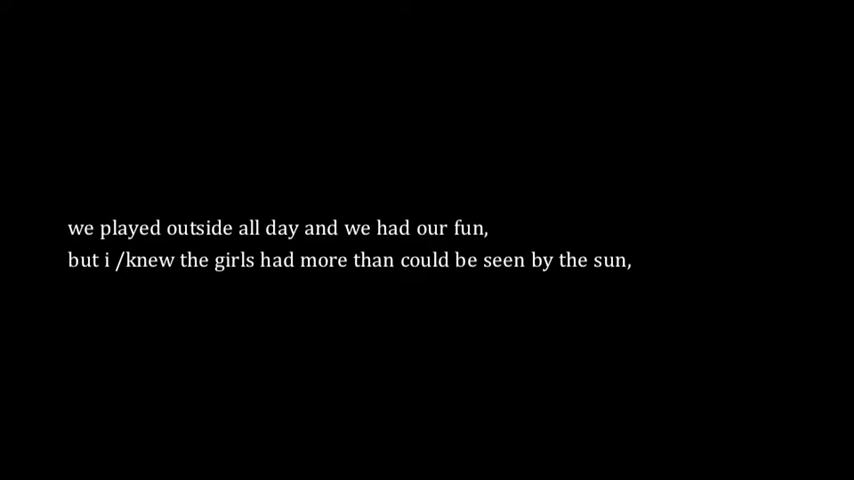 we played outside all day and we had our fun,
but i /knew the girls had more than could be seen by the sun,